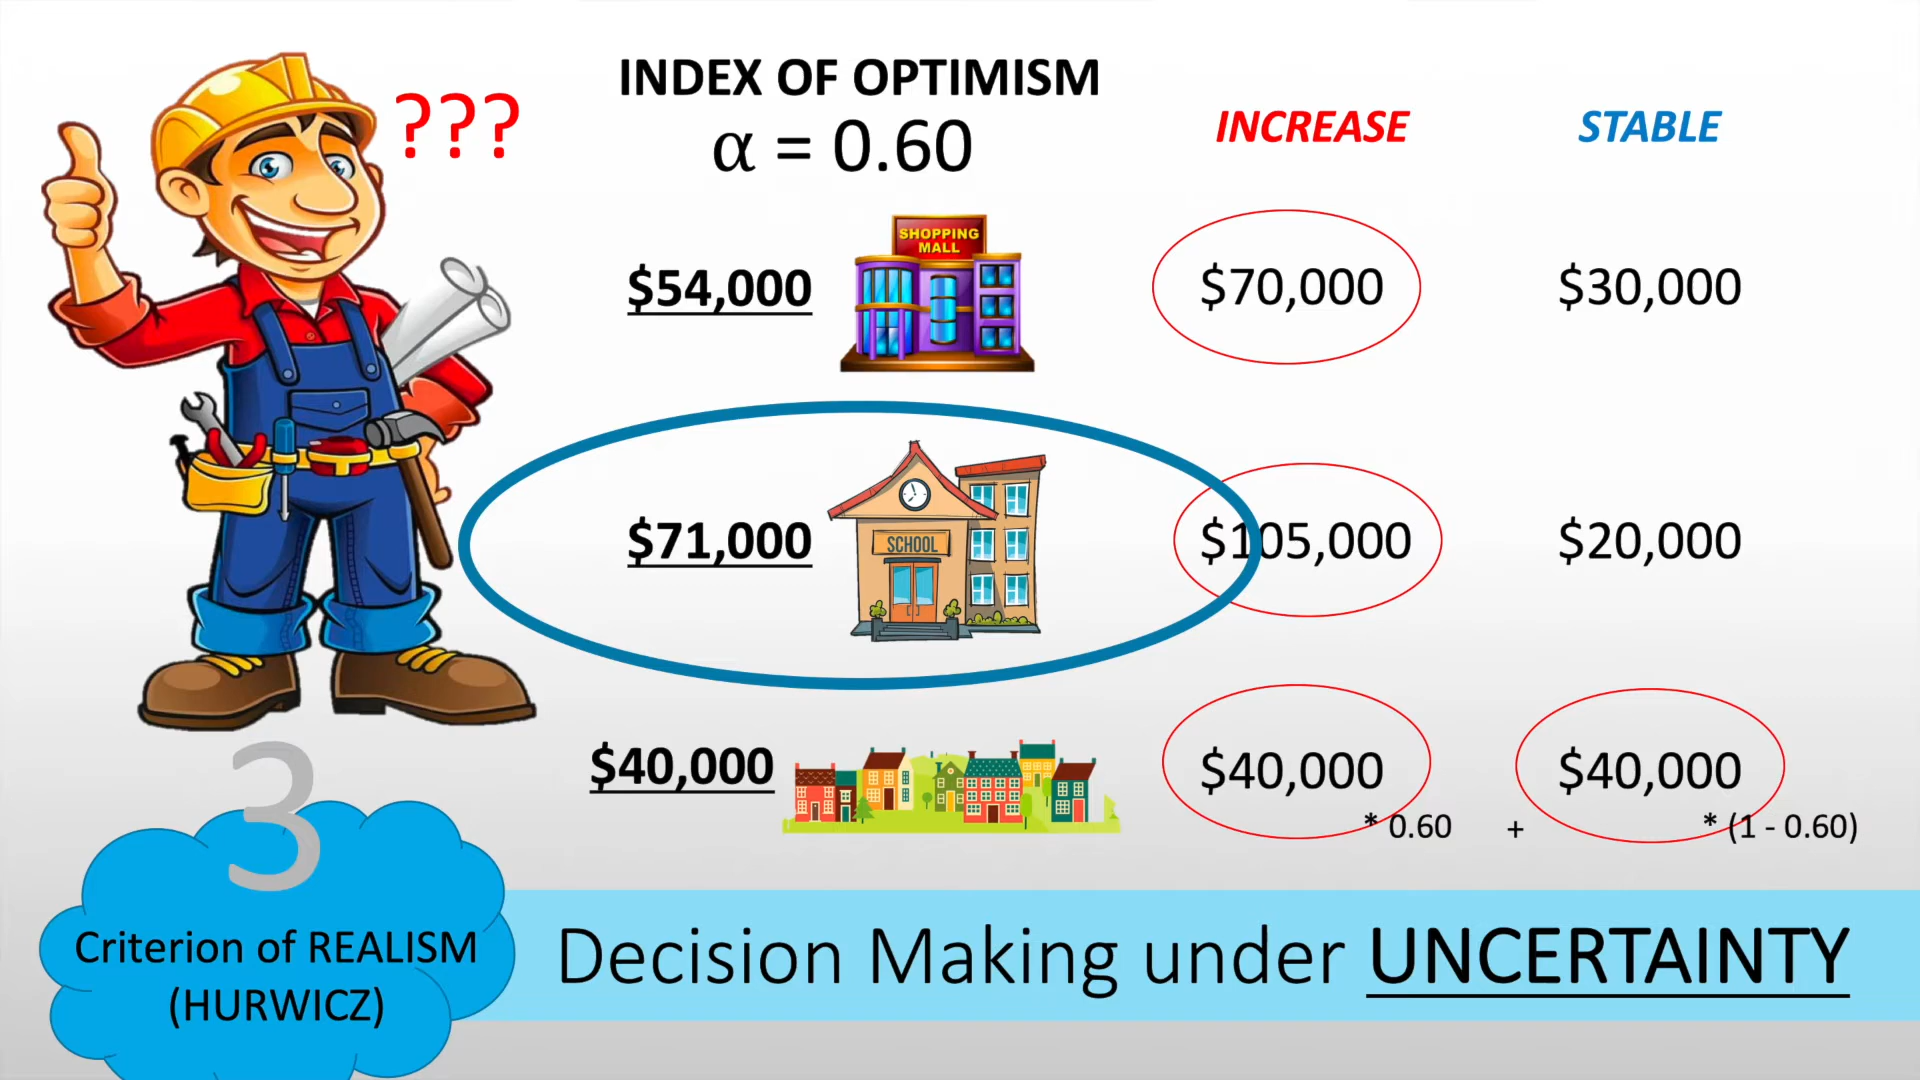 ???
INDEX OF OPTIMISM
α = 0.60
INCREASE
STABLE
$54,000
SHOPPING
MALL
$70,000
$30,000
$71,000
SCHOOL
$105,000
$20,000
$40,000
$40,000
$40,000
* 0.60 + * (1 - 0.60)
3
Criterion of REALISM
(HURWICZ)
Decision Making under UNCERTAINTY